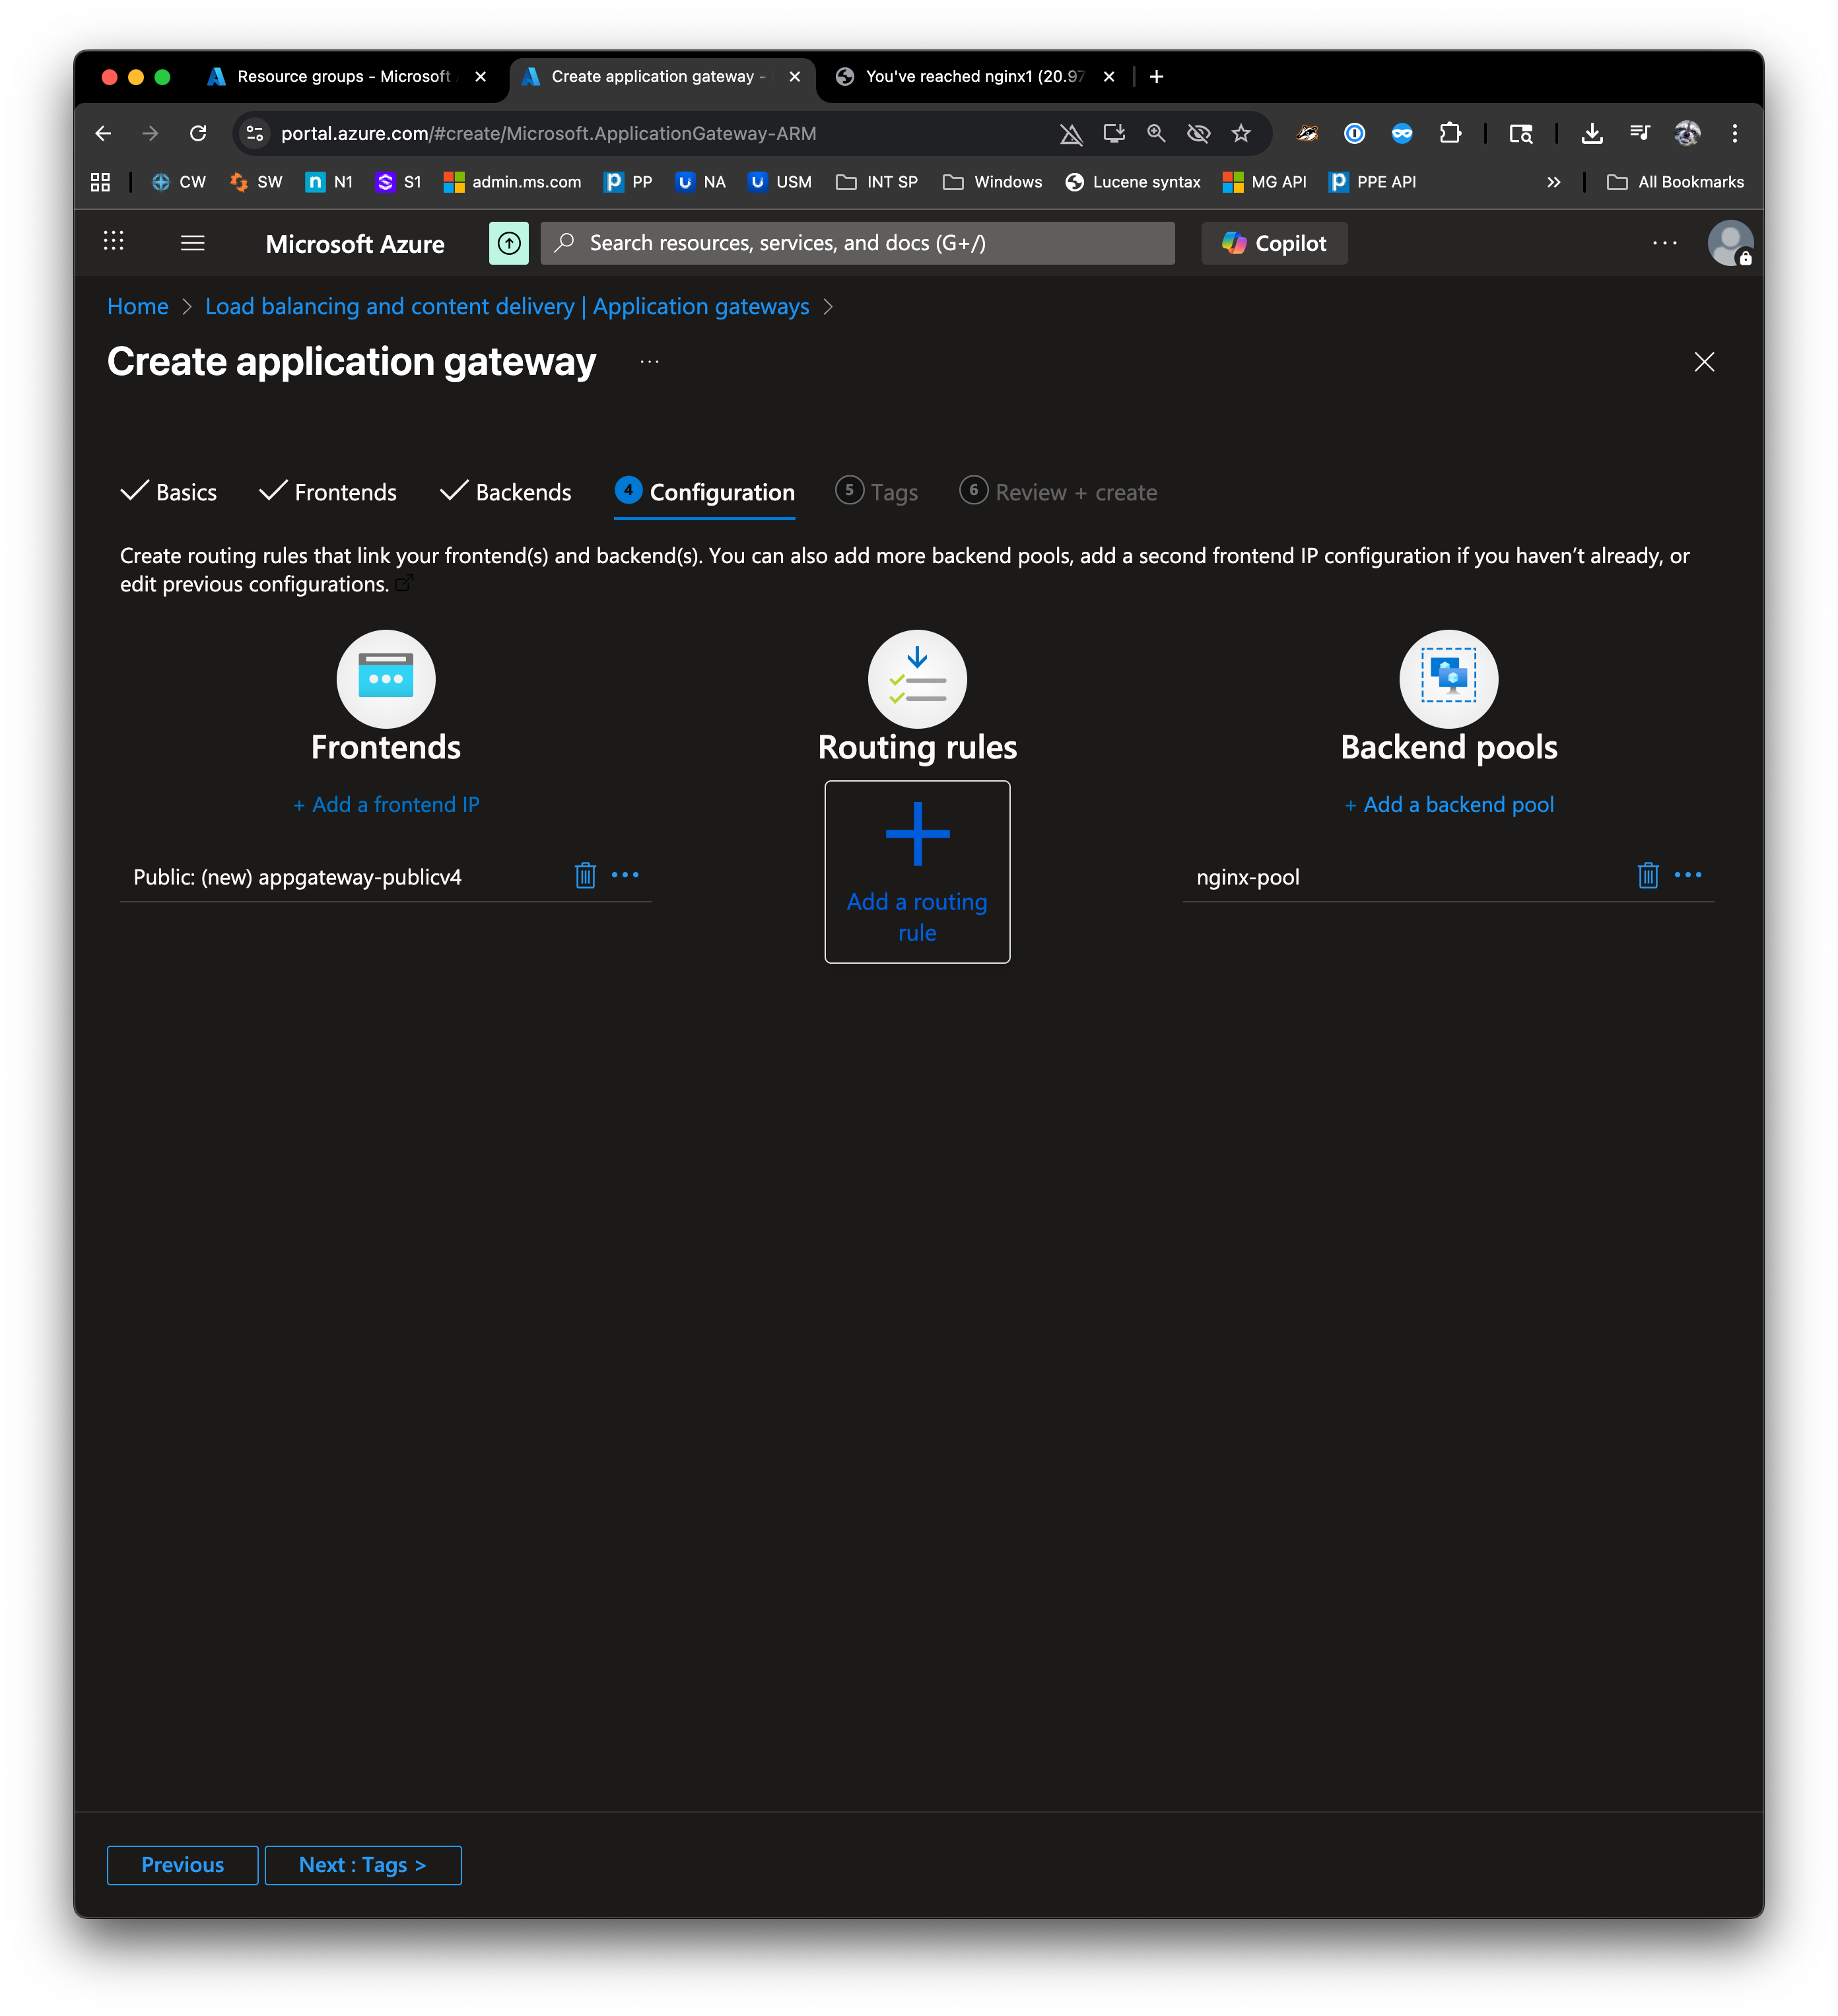 Resource groups - Microsoft
Create application gateway -
You've reached nginx1 (20.97
portal.azure.com/#create/Microsoft.ApplicationGateway-ARM
CW
SW
n N1
S S1
admin.ms.com
P PP
U NA
U USM
INT SP
Windows
Lucene syntax
MG API
P PPE API
»
All Bookmarks
Microsoft Azure
Search resources, services, and docs (G+/)
Copilot
Home > Load balancing and content delivery | Application gateways >
Create application gateway ...
Basics
Frontends
Backends
4 Configuration
5 Tags
6 Review + create
Create routing rules that link your frontend(s) and backend(s). You can also add more backend pools, add a second frontend IP configuration if you haven’t already, or
edit previous configurations.
Frontends
+ Add a frontend IP
Public: (new) appgateway-publicv4
Routing rules
Add a routing
rule
Backend pools
+ Add a backend pool
nginx-pool
Previous
Next : Tags >